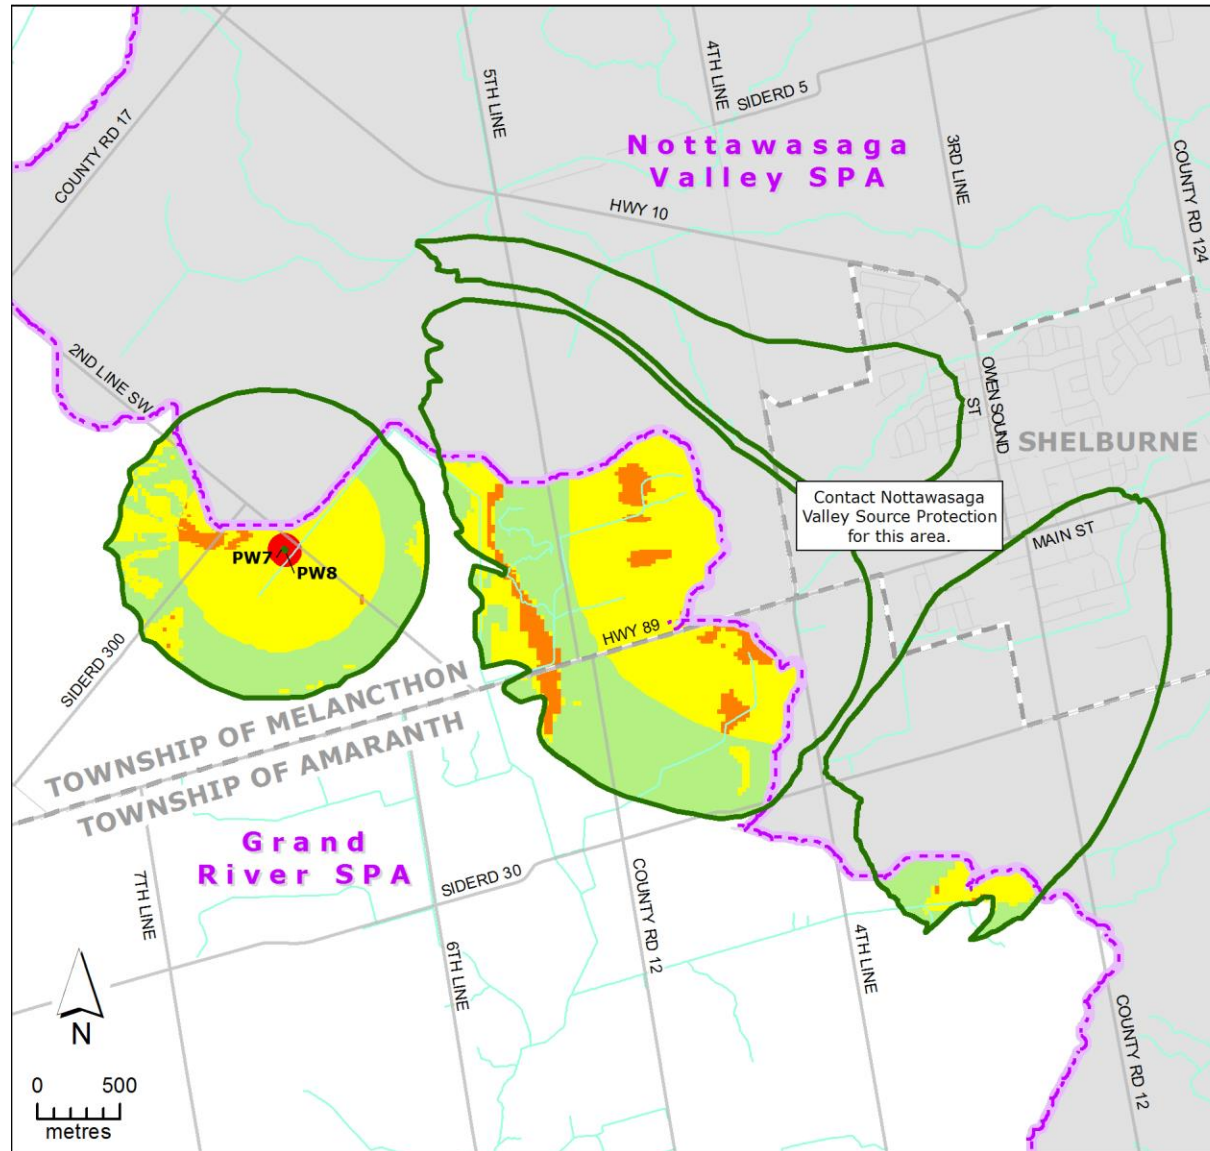 COUNTY RD 17
5TH LINE
4TH LINE
SIDERD 5
Nottawasaga
Valley SPA
3RD LINE
COUNTY RD 124
HWY 10
2ND LINE SW
OWEN SOUND
ST
SHELBURNE
Contact Nottawasaga
Valley Source Protection
for this area.
MAIN ST
PW7
PW8
SIDERD 300
HWY 89
TOWNSHIP OF MELANCTHON
TOWNSHIP OF AMARANTH
Grand
River SPA
SIDERD 30
7TH LINE
6TH LINE
COUNTY RD 12
4TH LINE
COUNTY RD 12
N
0 500
metres